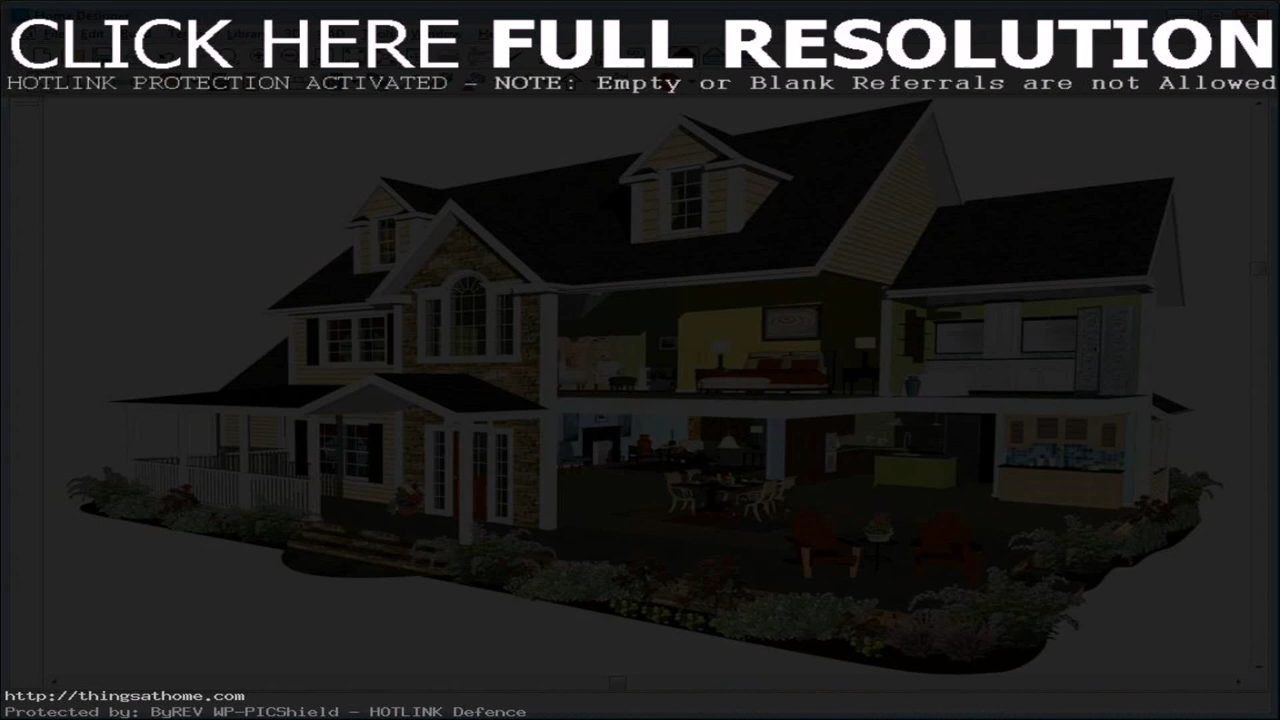 CLICK HERE FULL RESOLUTION
HOTLINK PROTECTION ACTIVATED - NOTE: Empty or Blank Referrals are not Allowed
http://thingsathome.com
Protected by: ByREV WP-PICShield - HOTLINK Defence